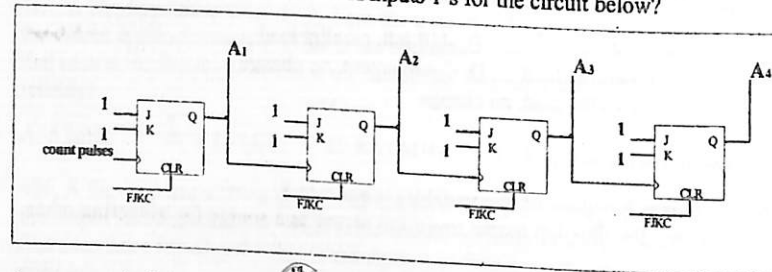 inputs 1's for the circuit below?
A1
A2
A3
A4
1 J Q
1 K
count pulses
CLR
FJKC
1 J Q
1 K
CLR
FJKC
1 J Q
1 K
CLR
FJKC
1 J Q
1 K
CLR
FJKC